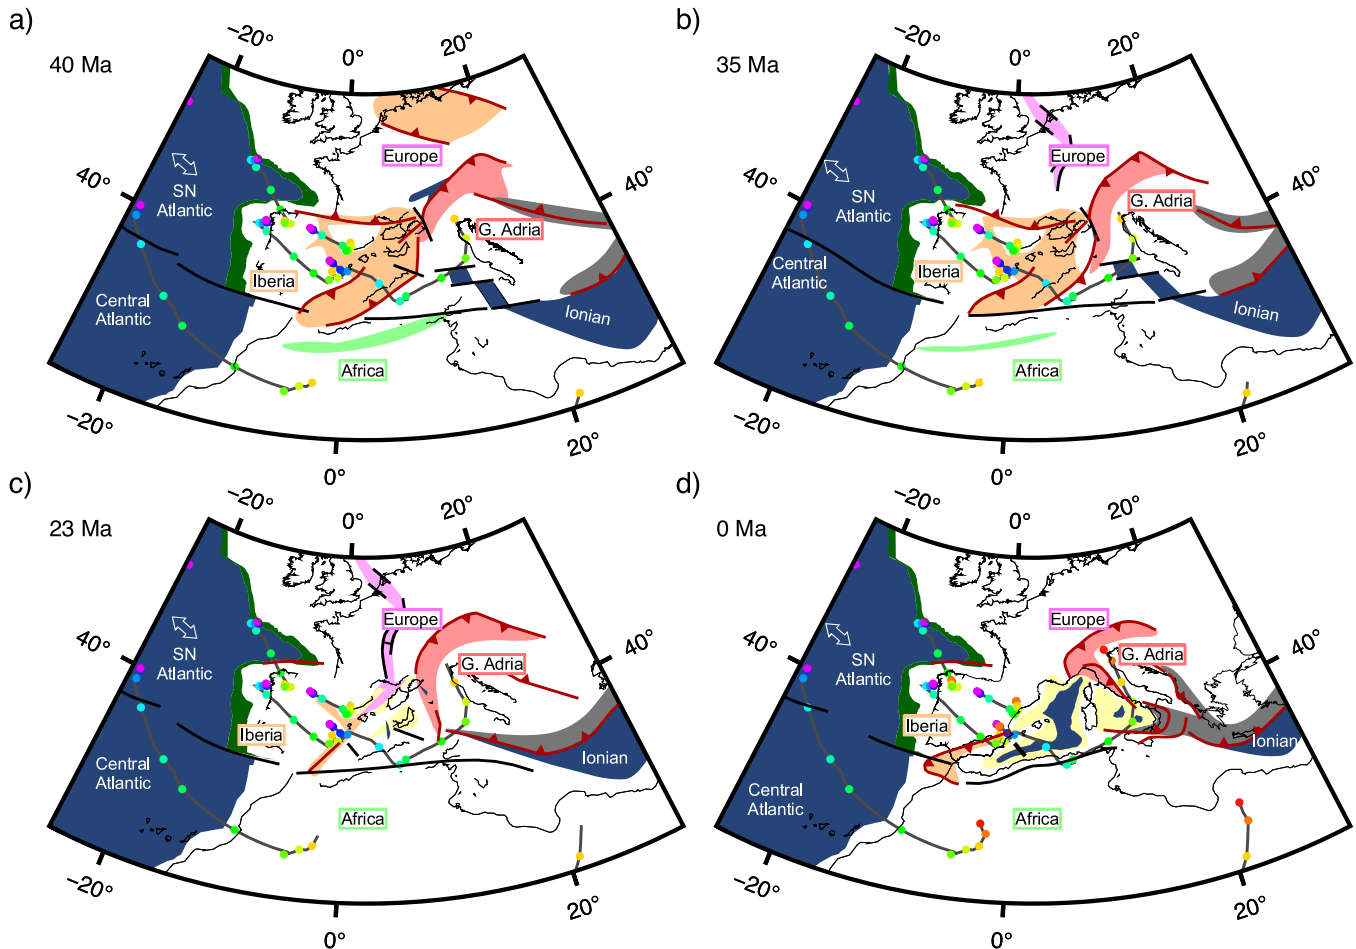 a)
40 Ma
−20°
0°
20°
40°
40°
SN
Atlantic
Central
Atlantic
Europe
G. Adria
Iberia
Ionian
Africa
−20°
0°
20°
b)
35 Ma
−20°
0°
20°
40°
40°
SN
Atlantic
Central
Atlantic
Europe
G. Adria
Iberia
Ionian
Africa
−20°
0°
20°
c)
23 Ma
−20°
0°
20°
40°
40°
SN
Atlantic
Central
Atlantic
Europe
G. Adria
Iberia
Ionian
Africa
−20°
0°
20°
d)
0 Ma
−20°
0°
20°
40°
40°
SN
Atlantic
Central
Atlantic
Europe
G. Adria
Iberia
Ionian
Africa
−20°
0°
20°